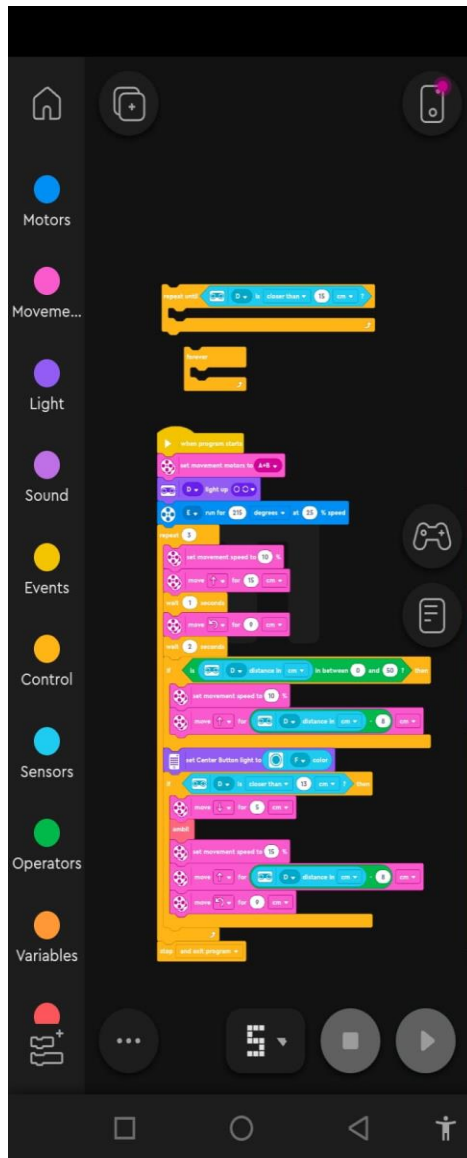 Motors
Moveme...
Light
Sound
Events
Control
Sensors
Operators
Variables
repeat until D is closer than 15 cm ?
forever
when program starts
set movement motors to A+B
D light up
E run for 215 degrees at 25 % speed
repeat 3
set movement speed to 10 %
move for 15 cm
wait 1 seconds
move for 9 cm
wait 2 seconds
if is D distance in cm in between 0 and 50 ? then
set movement speed to 10 %
move for D distance in cm - 8 cm
set Center Button light to F color
if D is closer than 13 cm ? then
move for 5 cm
ambil
set movement speed to 15 %
move for D distance in cm - 8 cm
move for 9 cm
stop and exit program
S